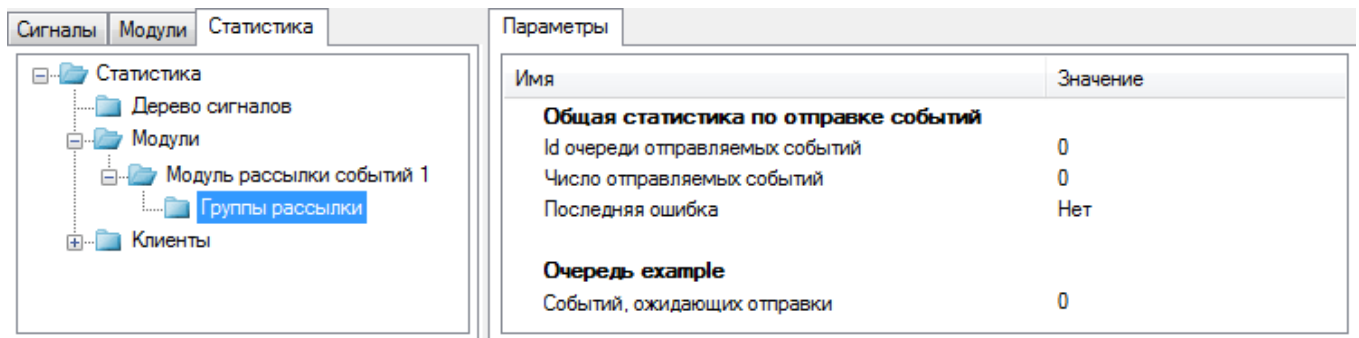 Сигналы Модули Статистика
Статистика
Дерево сигналов
Модули
Модуль рассылки событий 1
Группы рассылки
Клиенты
Параметры
Имя Значение
Общая статистика по отправке событий
Id очереди отправляемых событий 0
Число отправляемых событий 0
Последняя ошибка Нет
Очередь example
Событий, ожидающих отправки 0